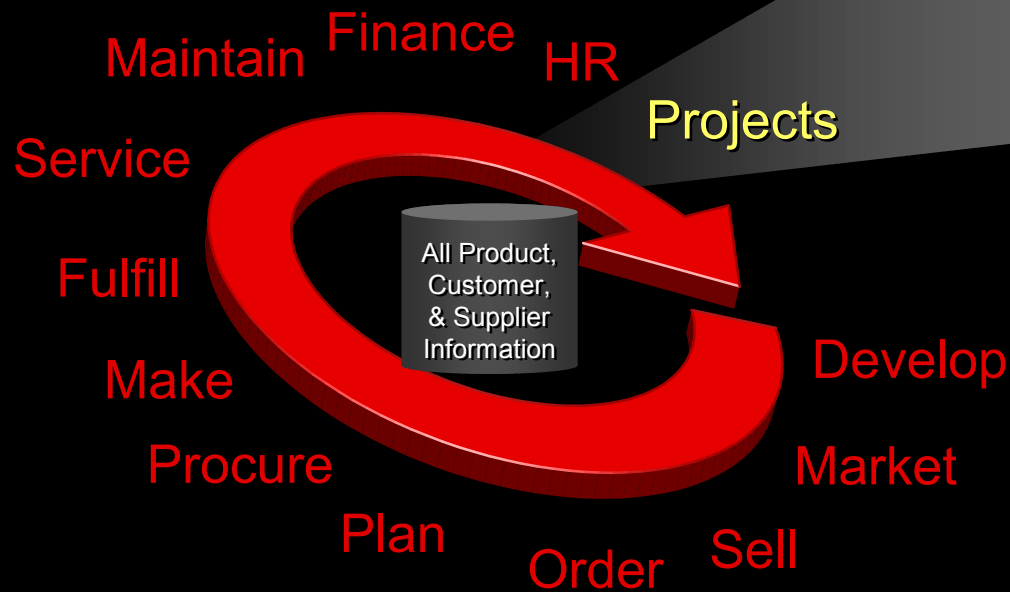 Finance
Maintain
HR
Projects
Service
All Product,
Customer,
& Supplier
Information
Fulfill
Develop
Make
Procure
Market
Plan
Sell
Order